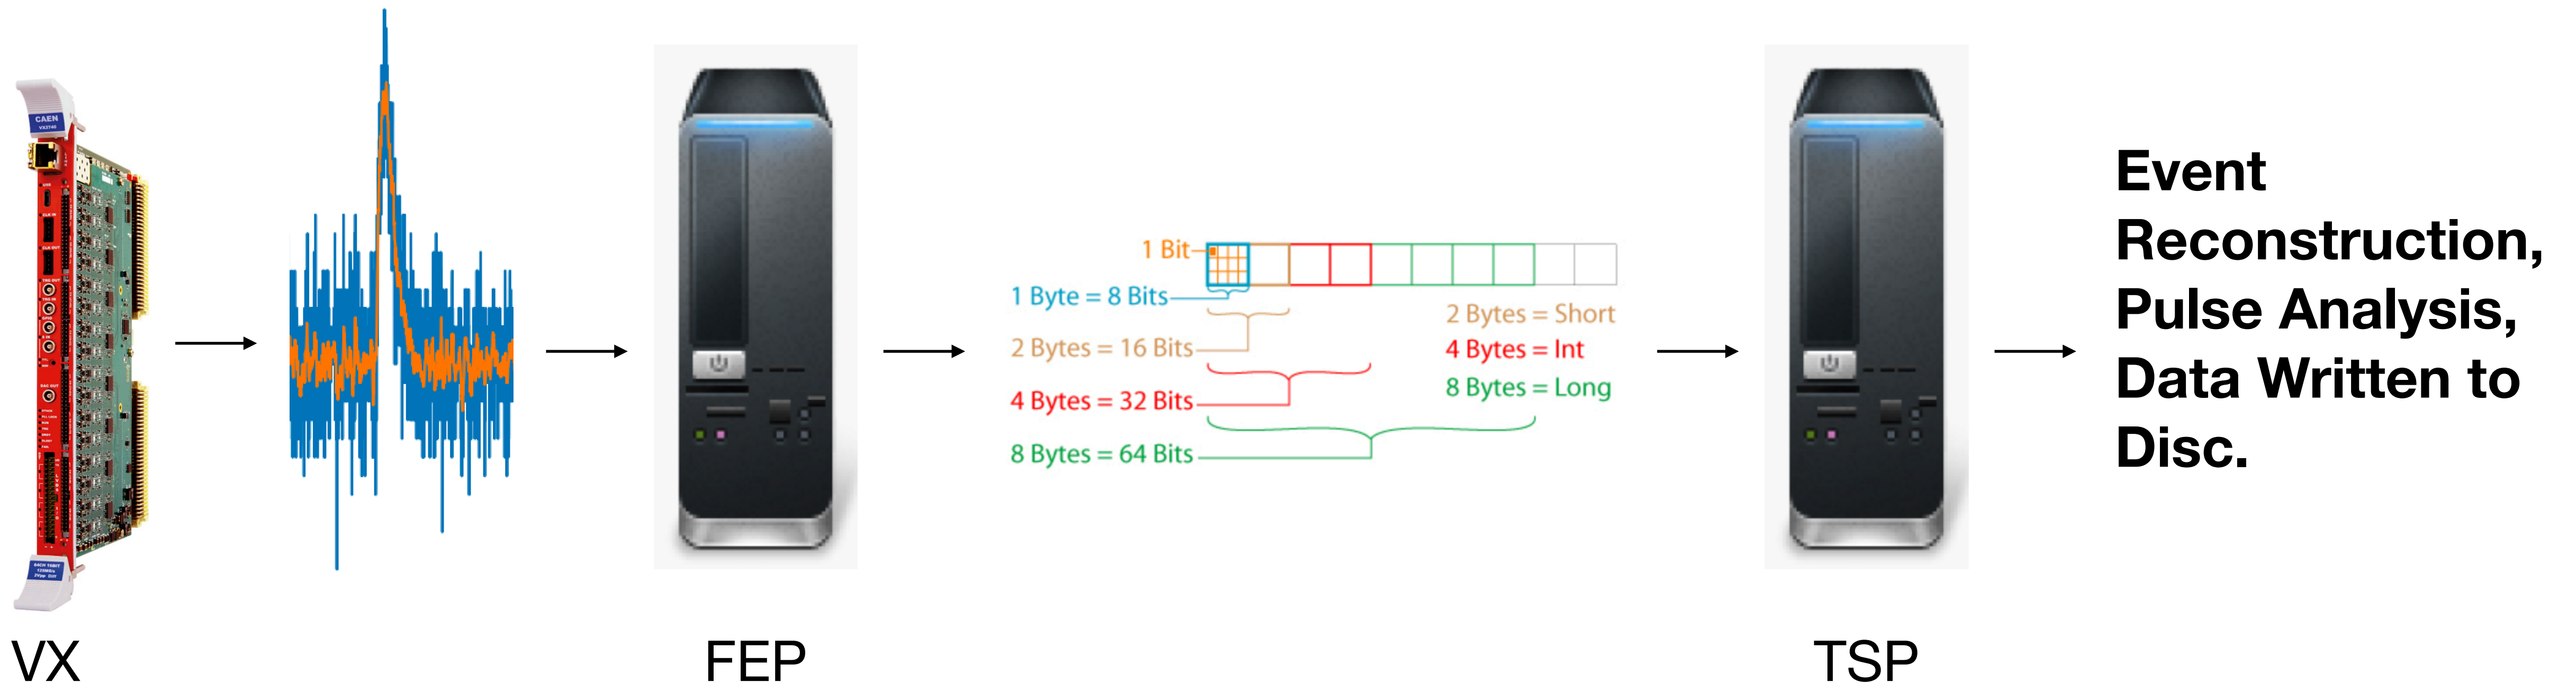 CAEN
VX2740
1 Bit
1 Byte = 8 Bits
2 Bytes = 16 Bits
4 Bytes = 32 Bits
8 Bytes = 64 Bits
2 Bytes = Short
4 Bytes = Int
8 Bytes = Long
Event
Reconstruction,
Pulse Analysis,
Data Written to
Disc.
VX
FEP
TSP